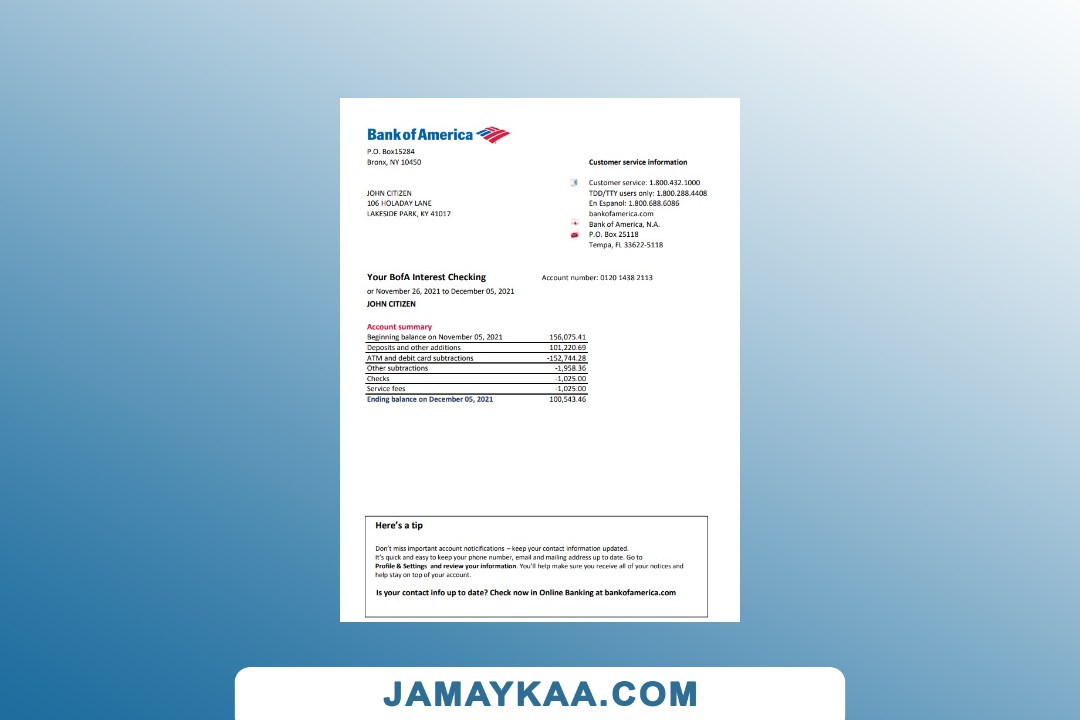 Bank of America
P.O. Box15284
Bronx, NY 10450
Customer service information
Customer service: 1.800.432.1000
TDD/TTY users only: 1.800.288.4408
En Espanol: 1.800.688.6086
bankofamerica.com
Bank of America, N.A.
P.O. Box 25118
Tempa, FL 33622-5118
JOHN CITIZEN
106 HOLADAY LANE
LAKESIDE PARK, KY 41017
Your BofA Interest Checking
Account number: 0120 1438 2113
or November 26, 2021 to December 05, 2021
JOHN CITIZEN
Account summary
Beginning balance on November 05, 2021 156,075.41
Deposits and other additions 101,220.69
ATM and debit card subtractions -152,744.28
Other subtractions -1,958.36
Checks -1,025.00
Service fees -1,025.00
Ending balance on December 05, 2021 100,543.46
Here's a tip
Don't miss important account noticifications – keep your contact information updated.
It's quick and easy to keep your phone number, email and mailing address up to date. Go to
Profile & Settings and review your information. You'll help make sure you receive all of your notices and
help stay on top of your account.
Is your contact info up to date? Check now in Online Banking at bankofamerica.com
JAMAYKAA.COM